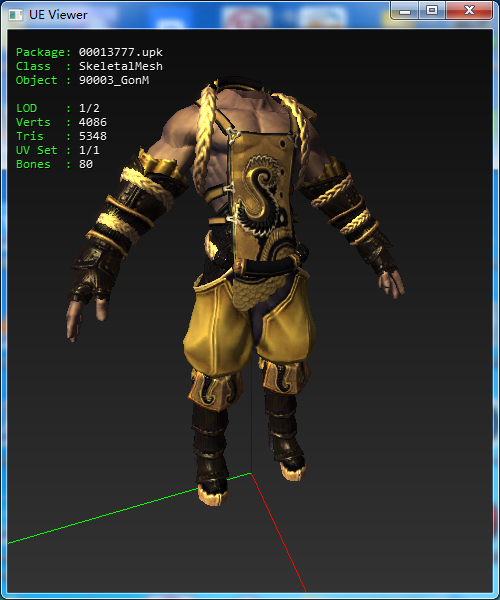 UE Viewer
Package: 00013777.upk
Class : SkeletalMesh
Object : 90003_GonM
LOD : 1/2
Verts : 4086
Tris : 5348
UV Set : 1/1
Bones : 80